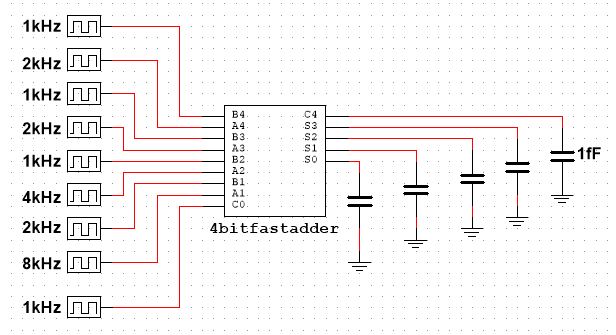 1kHz
2kHz
1kHz
2kHz
1kHz
4kHz
2kHz
8kHz
1kHz
B4 C4
A4 S3
B3 S2
A3 S1
B2 S0
A2
B1
A1
C0
4bitfastadder
1fF